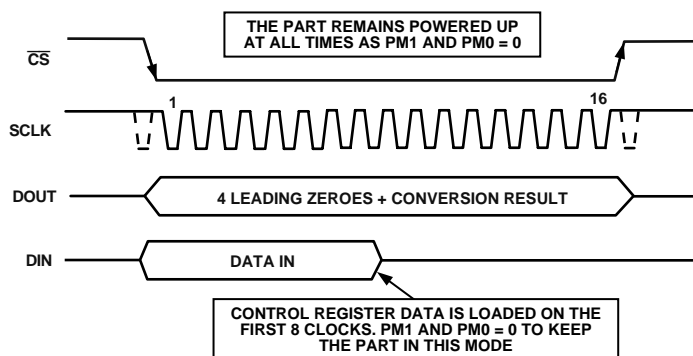 THE PART REMAINS POWERED UP
AT ALL TIMES AS PM1 AND PM0 = 0
CS
1
16
SCLK
DOUT
4 LEADING ZEROES + CONVERSION RESULT
DIN
DATA IN
CONTROL REGISTER DATA IS LOADED ON THE
FIRST 8 CLOCKS. PM1 AND PM0 = 0 TO KEEP
THE PART IN THIS MODE